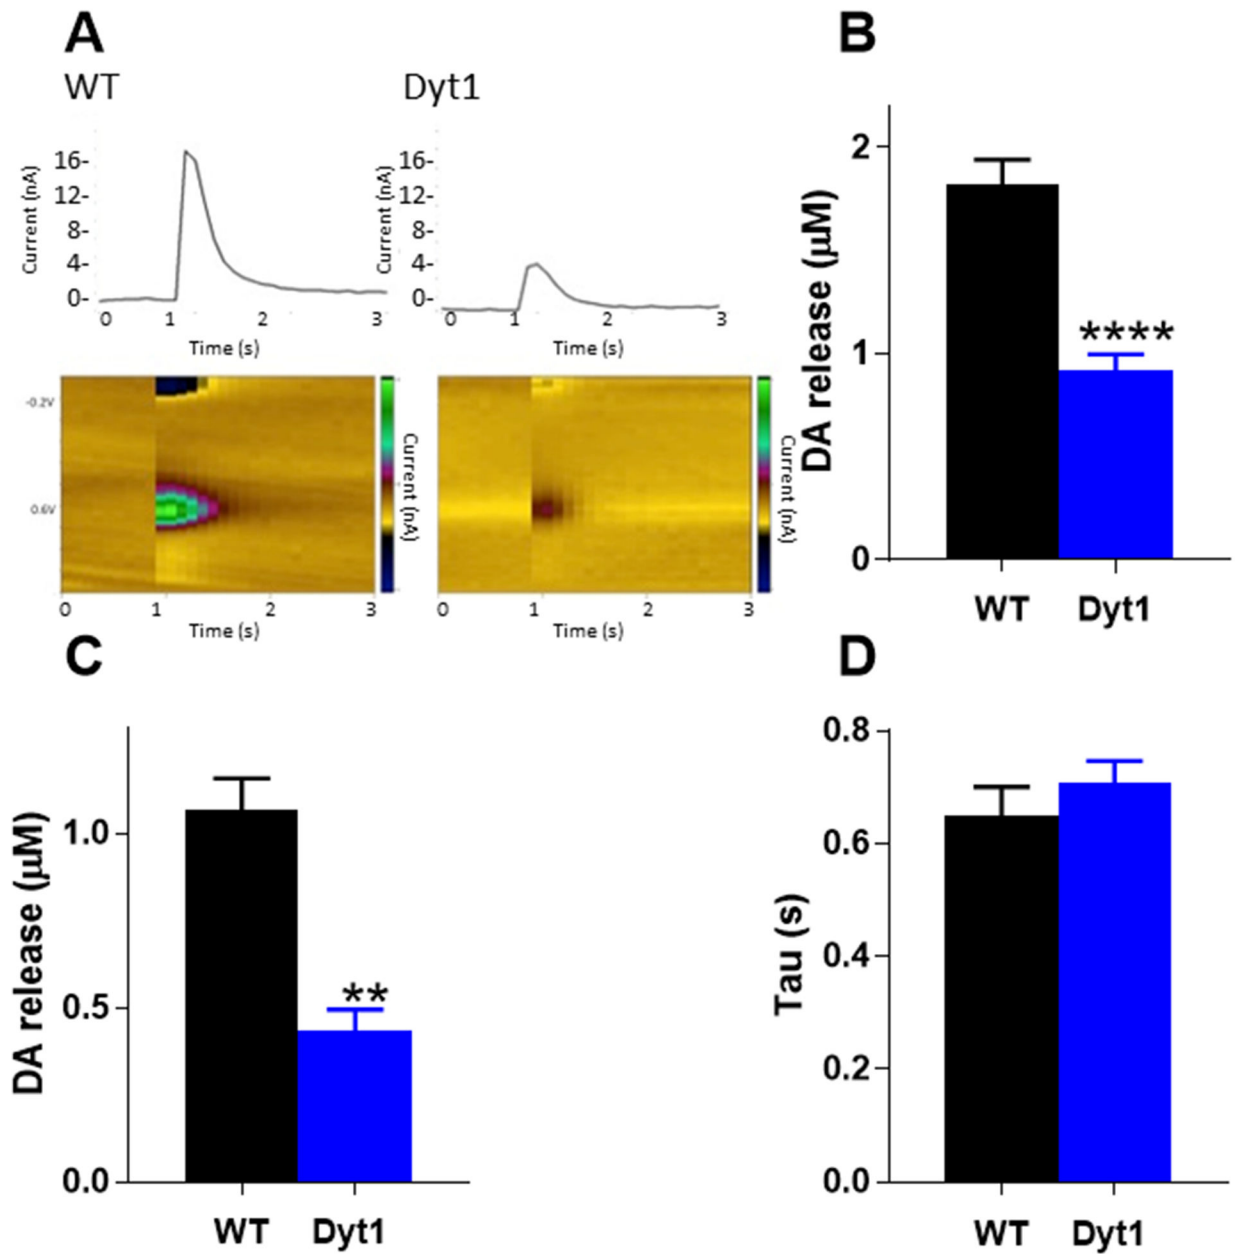 A
WT
Dyt1
Current (nA)
16-
12-
8-
4-
0-
0 1 2 3
Time (s)
Current (nA)
16-
12-
8-
4-
0-
0 1 2 3
Time (s)
-0.2V
0.6V
Current (nA)
0 1 2 3
Time (s)
Current (nA)
0 1 2 3
Time (s)
B
DA release (μM)
2
1
0
****
WT Dyt1
C
DA release (μM)
1.0
0.5
0.0
**
WT Dyt1
D
Tau (s)
0.8
0.6
0.4
0.2
0.0
WT Dyt1